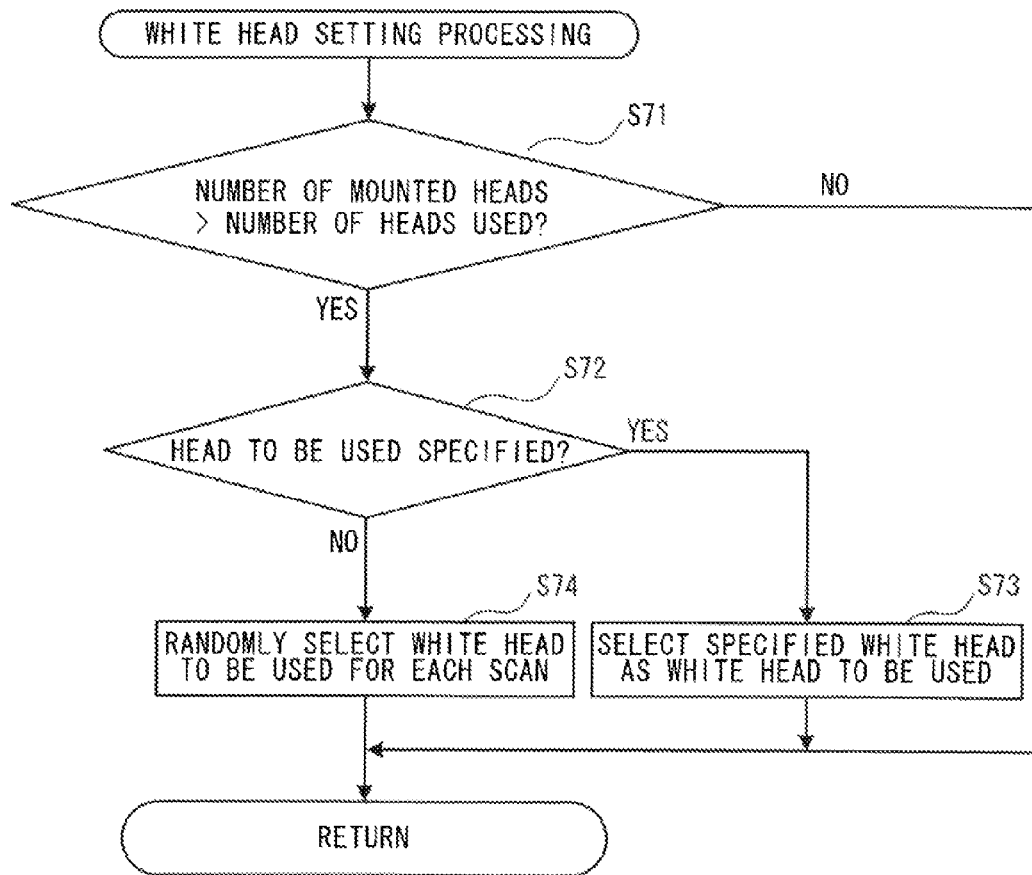 WHITE HEAD SETTING PROCESSING
S71
NUMBER OF MOUNTED HEADS
> NUMBER OF HEADS USED?
NO
YES
S72
HEAD TO BE USED SPECIFIED?
YES
NO
S74
RANDOMLY SELECT WHITE HEAD
TO BE USED FOR EACH SCAN
S73
SELECT SPECIFIED WHITE HEAD
AS WHITE HEAD TO BE USED
RETURN